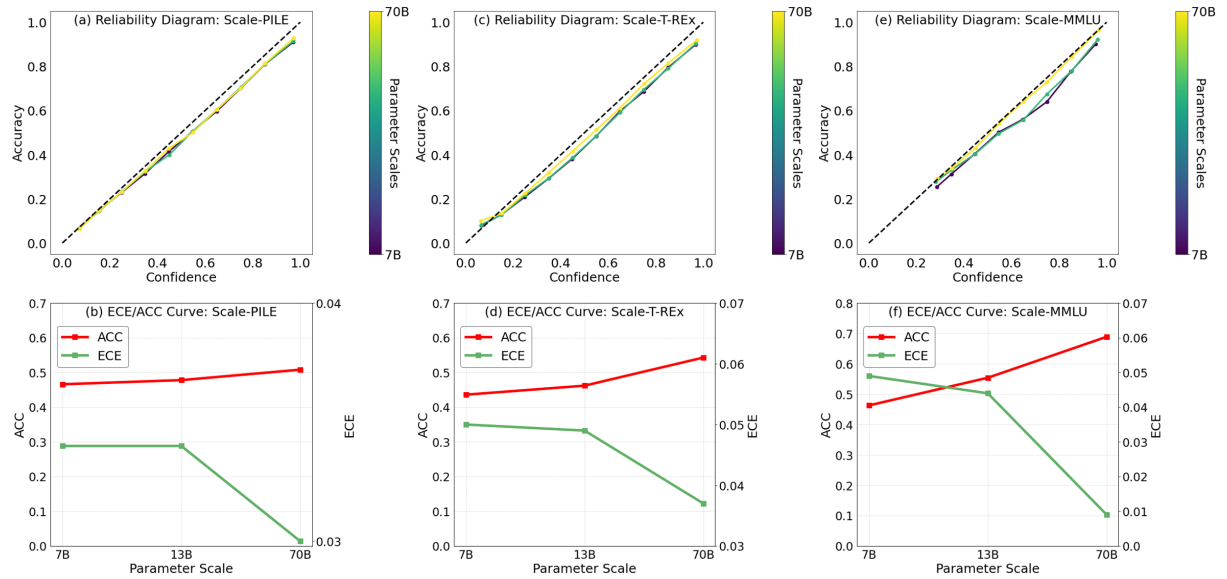 (a) Reliability Diagram: Scale-PILE
1.0
0.8
0.6
0.4
0.2
0.0
Accuracy
0.0 0.2 0.4 0.6 0.8 1.0
Confidence
70B
7B
Parameter Scales
(c) Reliability Diagram: Scale-T-REx
1.0
0.8
0.6
0.4
0.2
0.0
Accuracy
0.0 0.2 0.4 0.6 0.8 1.0
Confidence
70B
7B
Parameter Scales
(e) Reliability Diagram: Scale-MMLU
1.0
0.8
0.6
0.4
0.2
0.0
Accuracy
0.0 0.2 0.4 0.6 0.8 1.0
Confidence
70B
7B
Parameter Scales
(b) ECE/ACC Curve: Scale-PILE
ACC
ECE
0.7
0.6
0.5
0.4
0.3
0.2
0.1
0.0
ACC
0.04
0.03
ECE
7B 13B 70B
Parameter Scale
(d) ECE/ACC Curve: Scale-T-REx
ACC
ECE
0.7
0.6
0.5
0.4
0.3
0.2
0.1
0.0
ACC
0.07
0.06
0.05
0.04
0.03
ECE
7B 13B 70B
Parameter Scale
(f) ECE/ACC Curve: Scale-MMLU
ACC
ECE
0.8
0.7
0.6
0.5
0.4
0.3
0.2
0.1
0.0
ACC
0.07
0.06
0.05
0.04
0.03
0.02
0.01
0.00
ECE
7B 13B 70B
Parameter Scale